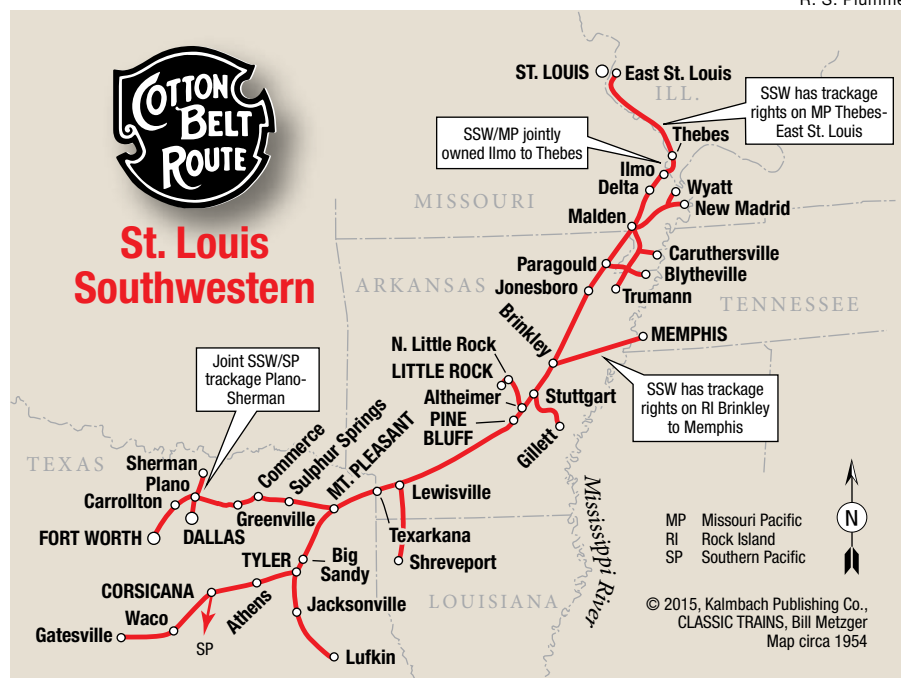 R. S. Plumme
COTTON
BELT
ROUTE
St. Louis
Southwestern
ST. LOUIS
East St. Louis
ILL.
SSW has trackage
rights on MP Thebes-
East St. Louis
SSW/MP jointly
owned Ilmo to Thebes
Thebes
Ilmo
Delta
Wyatt
New Madrid
MISSOURI
Malden
Caruthersville
Paragould
Blytheville
ARKANSAS
Jonesboro
Trumann
TENNESSEE
Brinkley
MEMPHIS
N. Little Rock
LITTLE ROCK
Joint SSW/SP
trackage Plano-
Sherman
SSW has trackage
rights on RI Brinkley
to Memphis
Altheimer
Stuttgart
PINE
BLUFF
Gillett
TEXAS
Sherman
Plano
Commerce
Sulphur Springs
MT. PLEASANT
Carrollton
Lewisville
Greenville
FORT WORTH
DALLAS
Texarkana
Mississippi River
N
MP Missouri Pacific
RI Rock Island
SP Southern Pacific
TYLER
Big
Sandy
Shreveport
CORSICANA
Athens
Jacksonville
LOUISIANA
Waco
Gatesville
SP
Lufkin
© 2015, Kalmbach Publishing Co.,
CLASSIC TRAINS, Bill Metzger
Map circa 1954